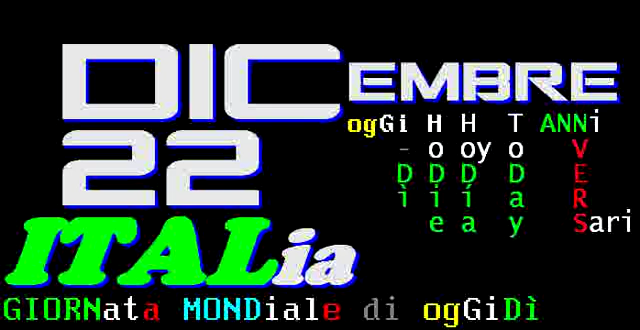 DICEMBRE
22
ogGi H H T ANNi
- o oy o V
D D D D E
ì i í a R
e a y Sari
ITALia
GIORNata MONDiale di ogGiDì